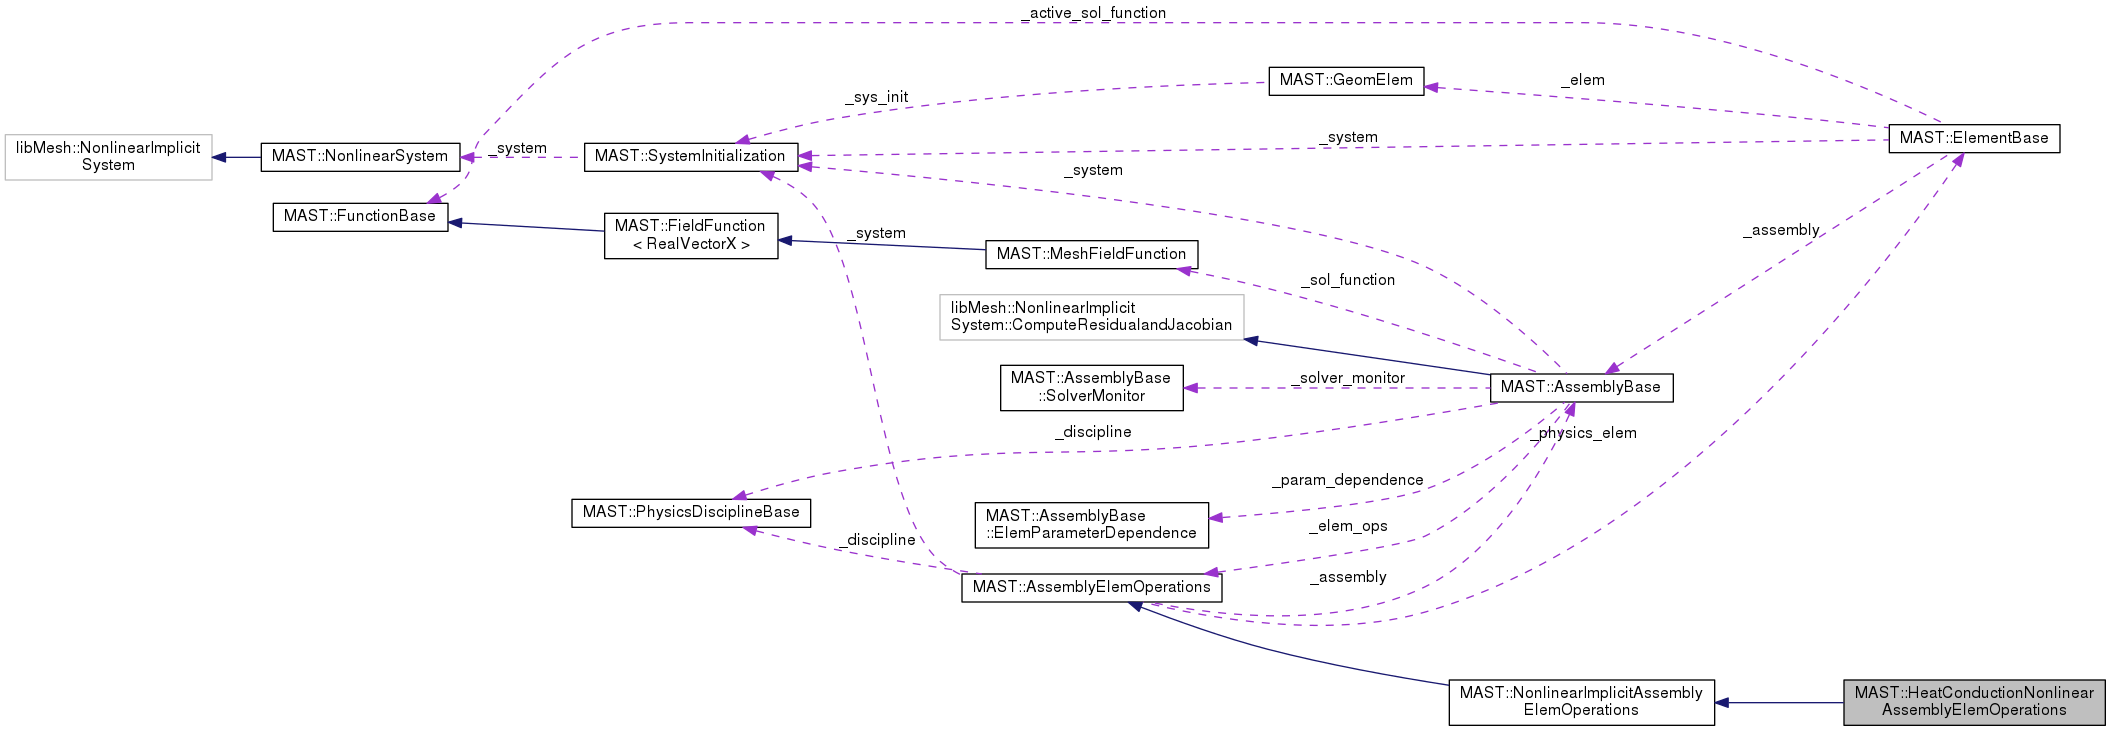 _active_sol_function
MAST::GeomElem
_elem
_sys_init
MAST::ElementBase
_system
libMesh::NonlinearImplicit
System
MAST::NonlinearSystem
_system
MAST::SystemInitialization
_system
MAST::FunctionBase
MAST::FieldFunction
< RealVectorX >
_system
MAST::MeshFieldFunction
_assembly
_sol_function
libMesh::NonlinearImplicit
System::ComputeResidualandJacobian
MAST::AssemblyBase
::SolverMonitor
_solver_monitor
MAST::AssemblyBase
_discipline
_physics_elem
_param_dependence
MAST::PhysicsDisciplineBase
MAST::AssemblyBase
::ElemParameterDependence
_elem_ops
_discipline
_assembly
MAST::AssemblyElemOperations
MAST::NonlinearImplicitAssembly
ElemOperations
MAST::HeatConductionNonlinear
AssemblyElemOperations